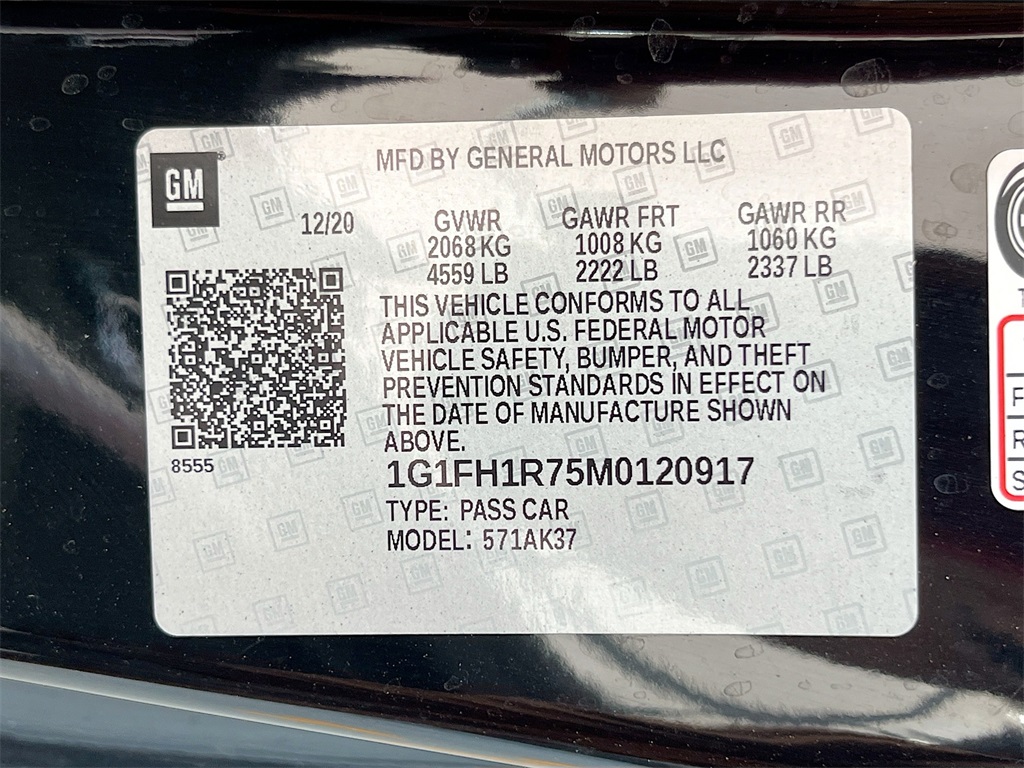 GM
MFD BY GENERAL MOTORS LLC
12/20
GVWR
2068 KG
4559 LB
GAWR FRT
1008 KG
2222 LB
GAWR RR
1060 KG
2337 LB
THIS VEHICLE CONFORMS TO ALL
APPLICABLE U.S. FEDERAL MOTOR
VEHICLE SAFETY, BUMPER, AND THEFT
PREVENTION STANDARDS IN EFFECT ON
THE DATE OF MANUFACTURE SHOWN
ABOVE.
8555
1G1FH1R75M0120917
TYPE: PASS CAR
MODEL: 571AK37
T
F
R
S